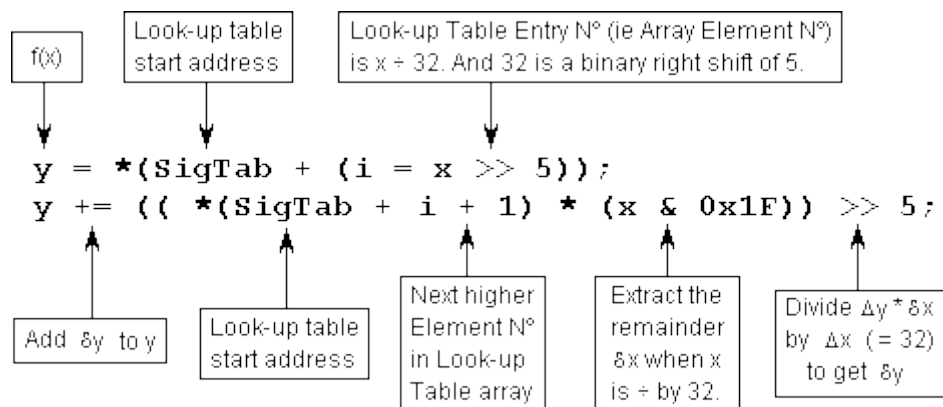 f(x)
Look-up table
start address
Look-up Table Entry N° (ie Array Element N°)
is x ÷ 32. And 32 is a binary right shift of 5.
y = *(SigTab + (i = x >> 5));
y += (( *(SigTab + i + 1) * (x & 0x1F)) >> 5;
Add δy to y
Look-up table
start address
Next higher
Element N°
in Look-up
Table array
Extract the
remainder
δx when x
is ÷ by 32.
Divide Δy * δx
by Δx (= 32)
to get δy